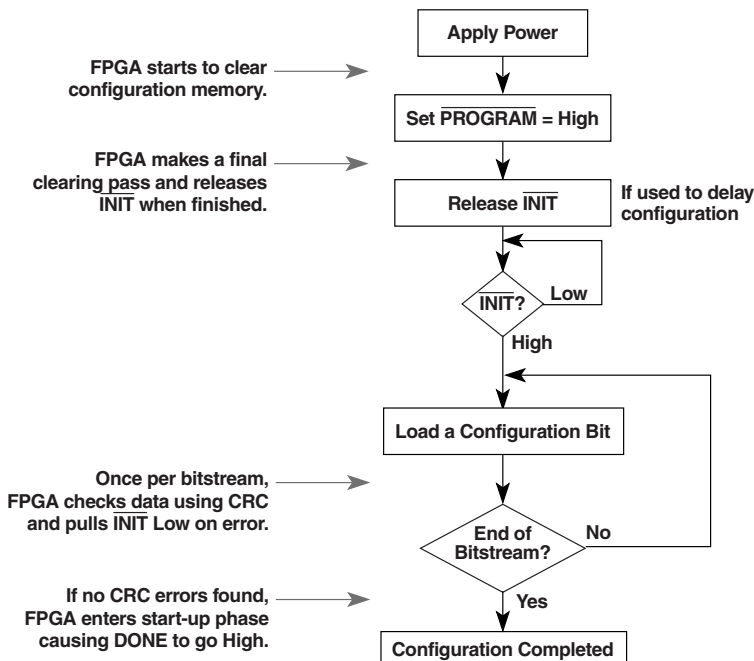 Apply Power
FPGA starts to clear
configuration memory.
Set PROGRAM = High
FPGA makes a final
clearing pass and releases
INIT when finished.
Release INIT
If used to delay
configuration
INIT?
Low
High
Load a Configuration Bit
Once per bitstream,
FPGA checks data using CRC
and pulls INIT Low on error.
End of
Bitstream?
No
Yes
If no CRC errors found,
FPGA enters start-up phase
causing DONE to go High.
Configuration Completed